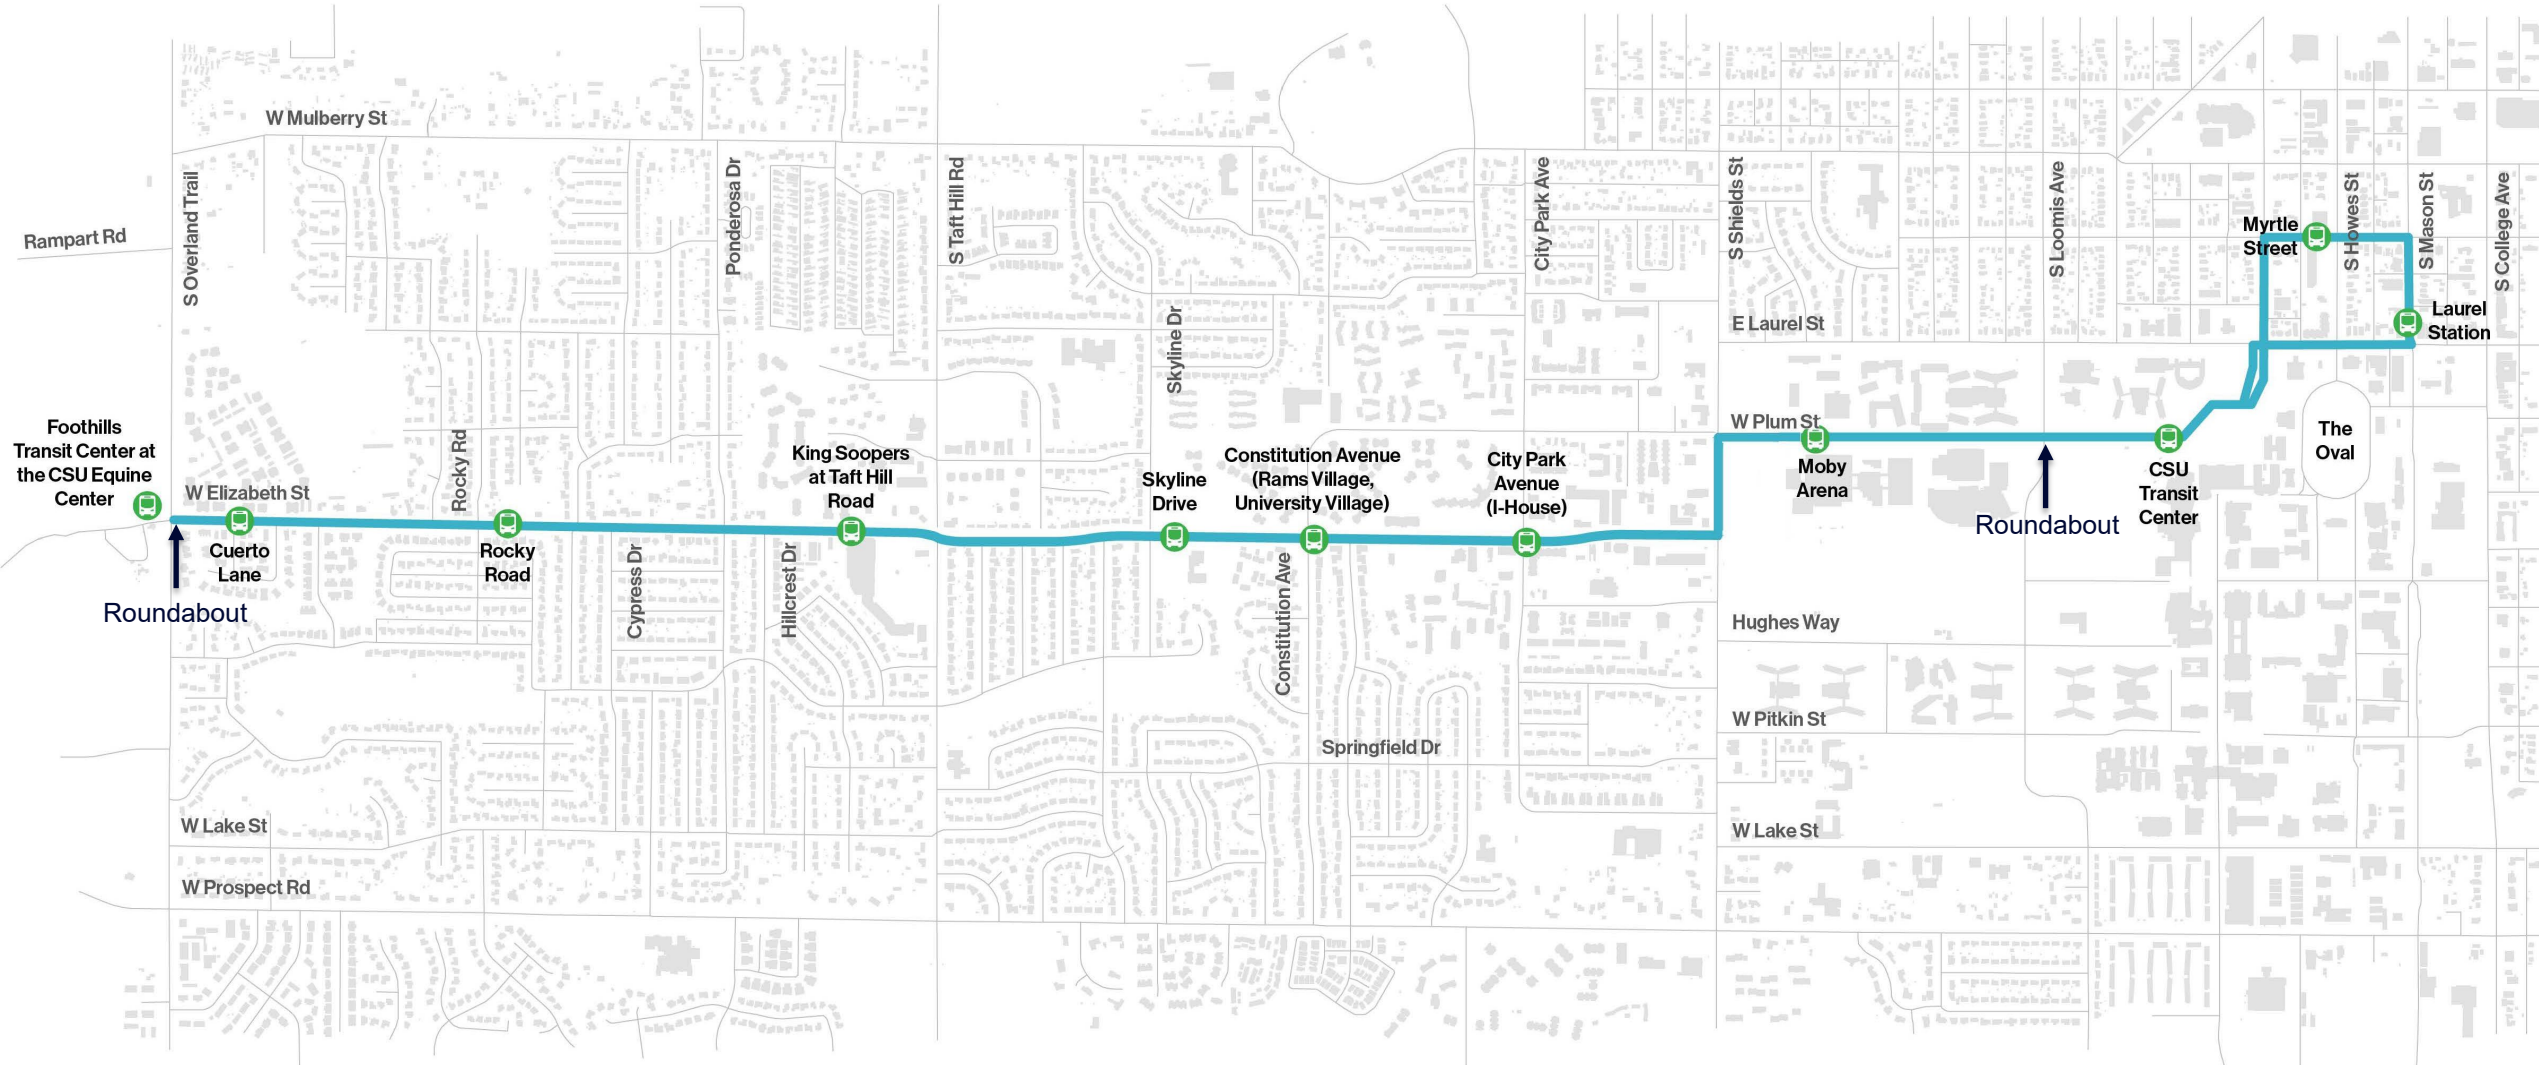 W Mulberry St
Rampart Rd
S Overland Trail
Ponderosa Dr
S Taft Hill Rd
City Park Ave
S Shields St
S Loomis Ave
Myrtle
Street
S Howes St
S Mason St
S College Ave
Skyline Dr
E Laurel St
Laurel
Station
Foothills
Transit Center at
the CSU Equine
Center
W Elizabeth St
Rocky Rd
King Soopers
at Taft Hill
Road
Skyline
Drive
Constitution Avenue
(Rams Village,
University Village)
City Park
Avenue
(I-House)
W Plum St
Moby
Arena
Roundabout
CSU
Transit
Center
The
Oval
Cuerto
Lane
Rocky
Road
Roundabout
Cypress Dr
Hillcrest Dr
Constitution Ave
Hughes Way
W Pitkin St
Springfield Dr
W Lake St
W Lake St
W Prospect Rd